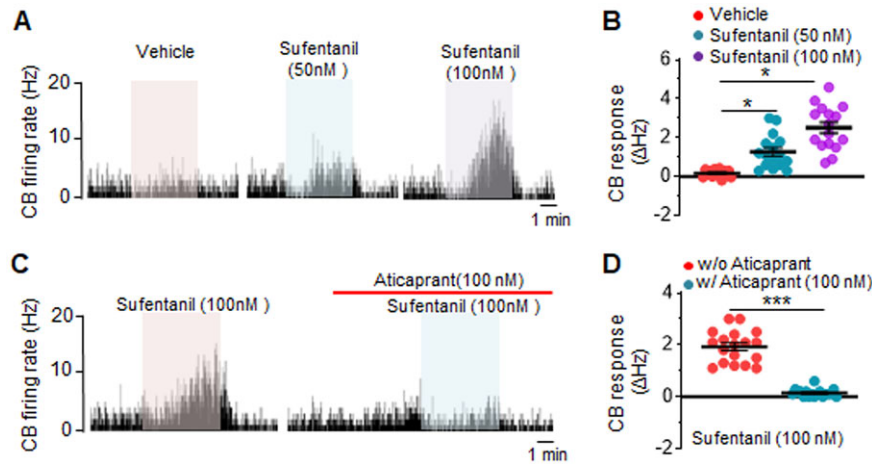 A
Vehicle
Sufentanil
(50nM )
Sufentanil
(100nM )
CB firing rate (Hz)
20
10
0
1 min
B
Vehicle
Sufentanil (50 nM)
Sufentanil (100 nM)
*
*
CB response
(ΔHz)
6
4
2
0
-2
C
Aticaprant(100 nM)
Sufentanil (100nM )
Sufentanil (100nM )
CB firing rate (Hz)
20
10
0
1 min
D
w/o Aticaprant
w/ Aticaprant (100 nM)
***
CB response
(ΔHz)
4
2
0
-2
Sufentanil (100 nM)